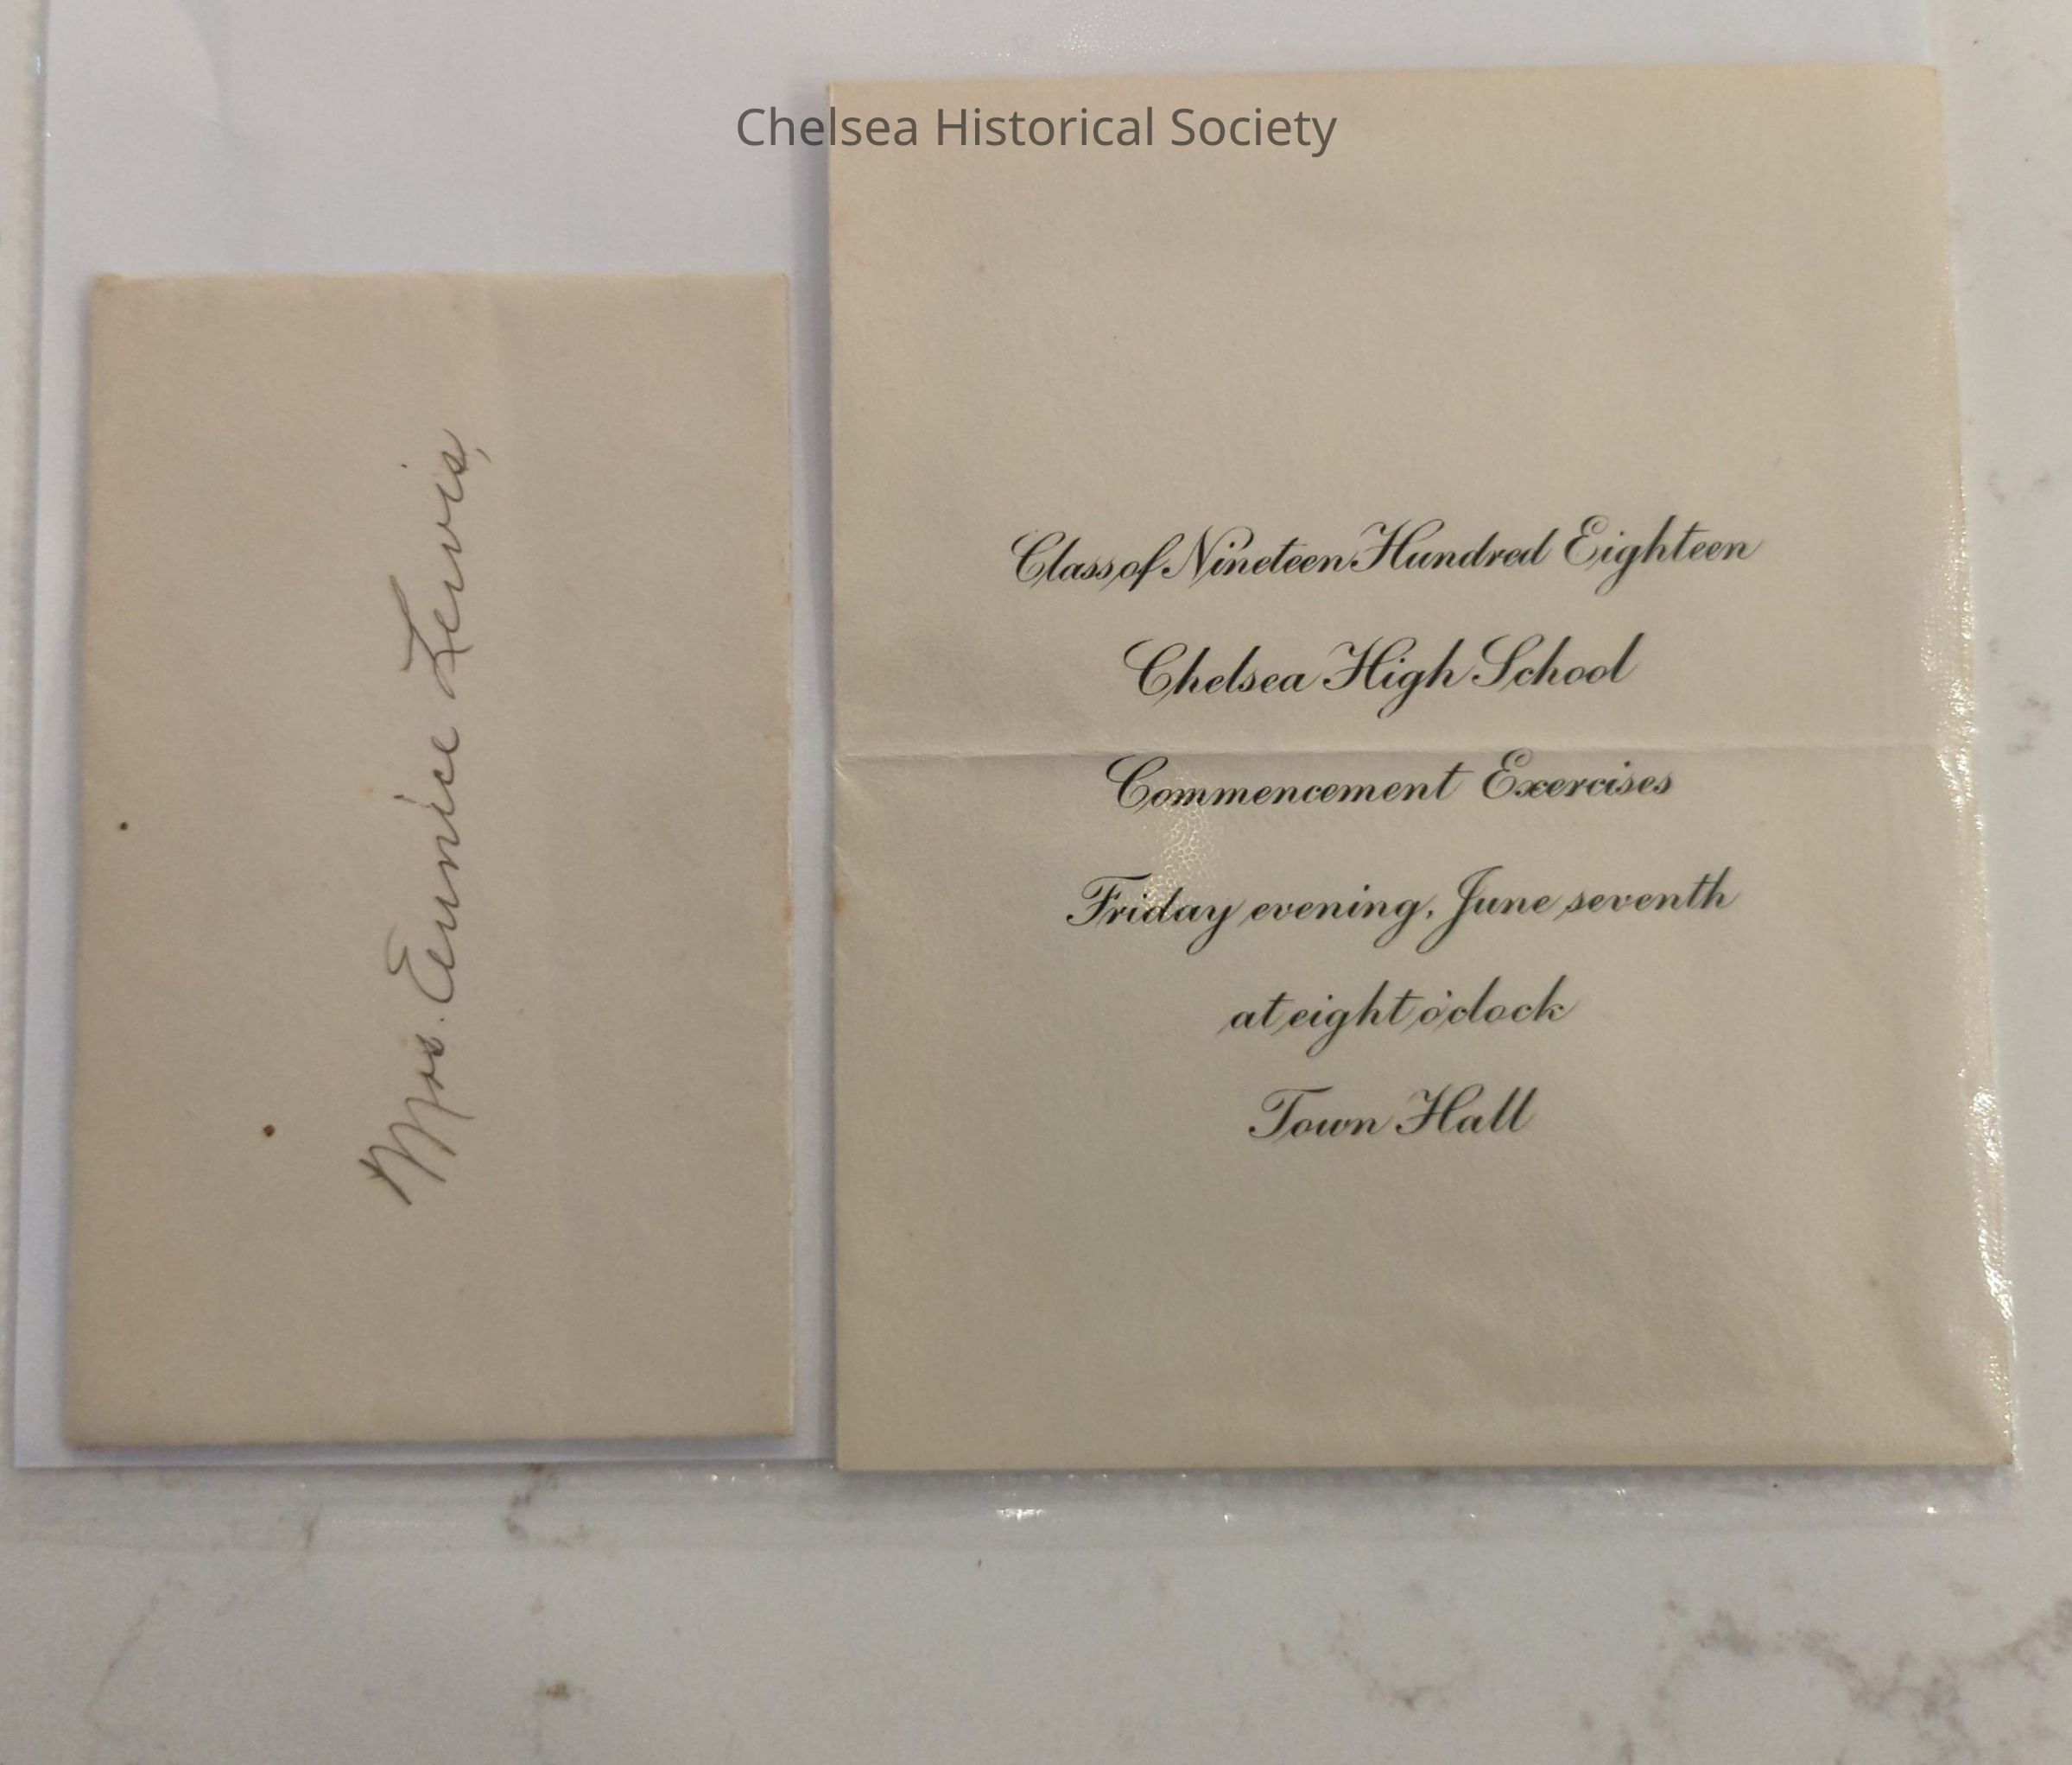 Chelsea Historical Society
Mrs. Eunice Lewis,
Class of Nineteen Hundred Eighteen
Chelsea High School
Commencement Exercises
Friday evening, June seventh
at eight o'clock
Town Hall